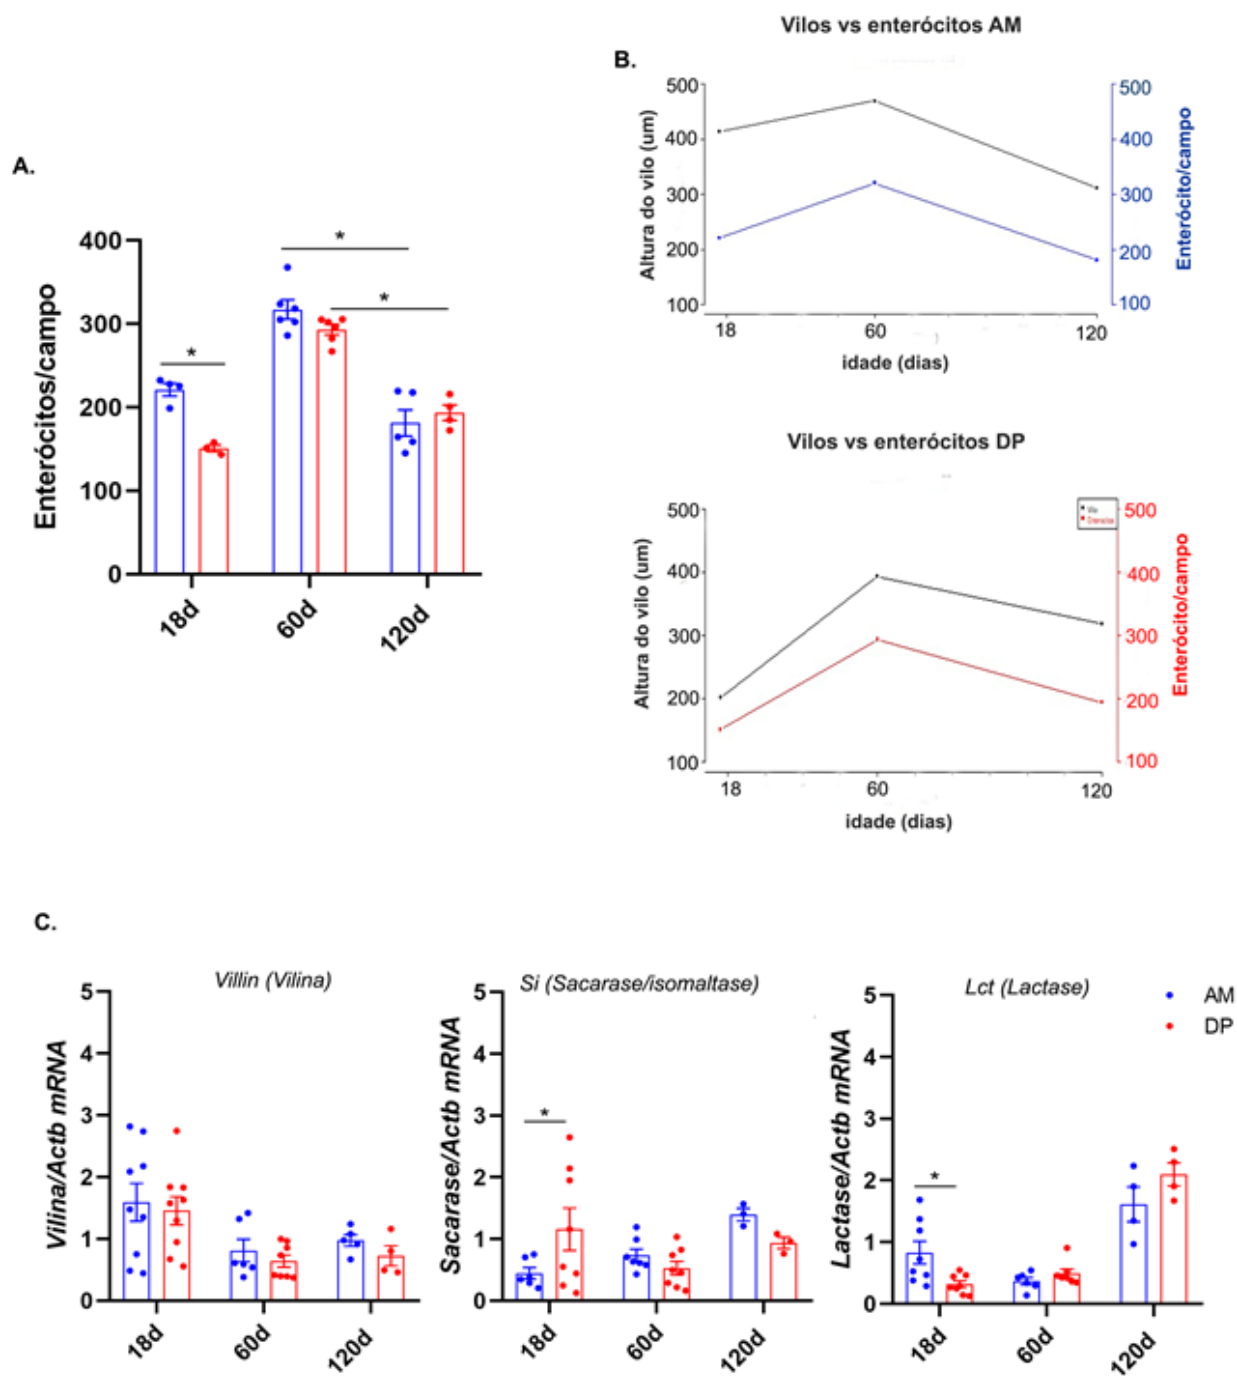 Vilos vs enterócitos AM
B.
500
400
300
200
100
Altura do vilo (um)
500
400
300
200
100
Enterócito/campo
18
60
120
idade (dias)
A.
400
300
200
100
0
Enterócitos/campo
*
*
*
18d
60d
120d
Vilos vs enterócitos DP
500
400
300
200
100
Altura do vilo (um)
500
400
300
200
100
Enterócito/campo
18
60
120
idade (dias)
C.
Villin (Vilina)
5
4
3
2
1
0
Vilina/Actb mRNA
18d
60d
120d
Si (Sacarase/isomaltase)
5
4
3
2
1
0
Sacarase/Actb mRNA
*
18d
60d
120d
Lct (Lactase)
5
4
3
2
1
0
Lactase/Actb mRNA
*
18d
60d
120d
AM
DP